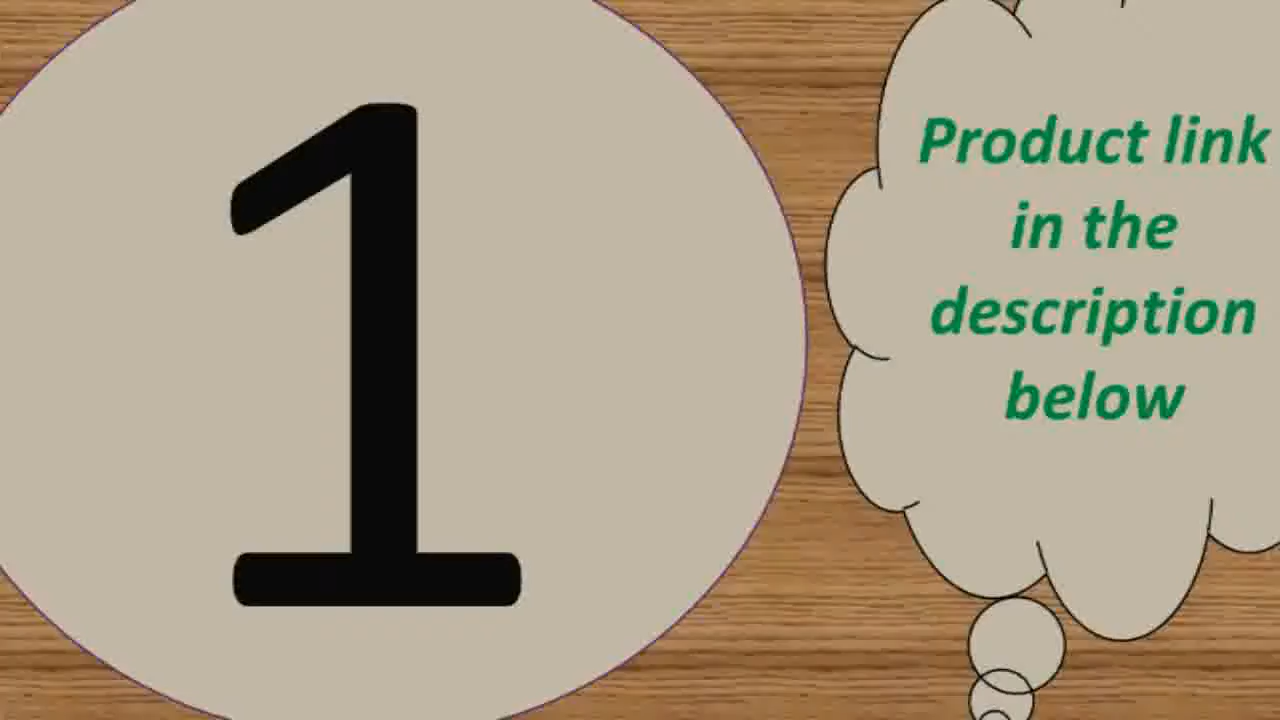 1
Product link
in the
description
below